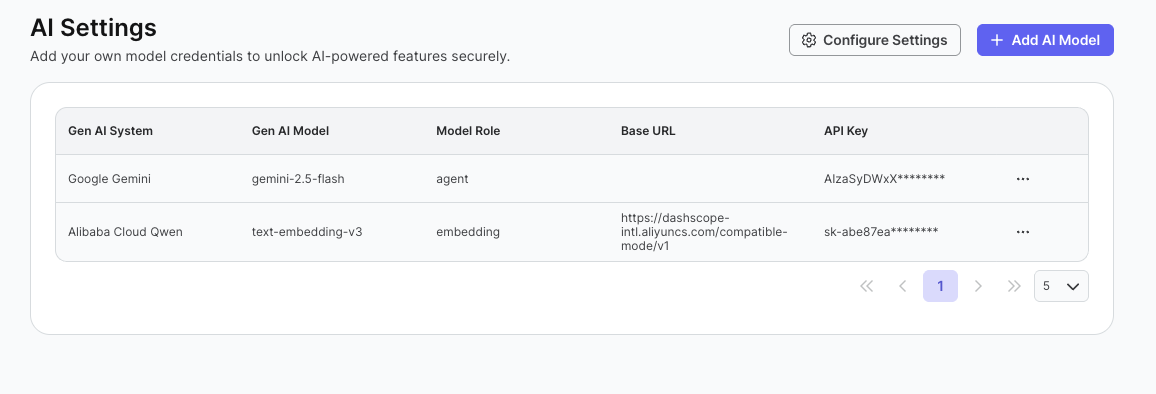 AI Settings
Add your own model credentials to unlock AI-powered features securely.
Configure Settings
+ Add AI Model
Gen AI System Gen AI Model Model Role Base URL API Key
Google Gemini gemini-2.5-flash agent AIzaSyDWxX******** ...
Alibaba Cloud Qwen text-embedding-v3 embedding https://dashscope-
intl.aliyuncs.com/compatible-
mode/v1 sk-abe87ea******** ...
1
5